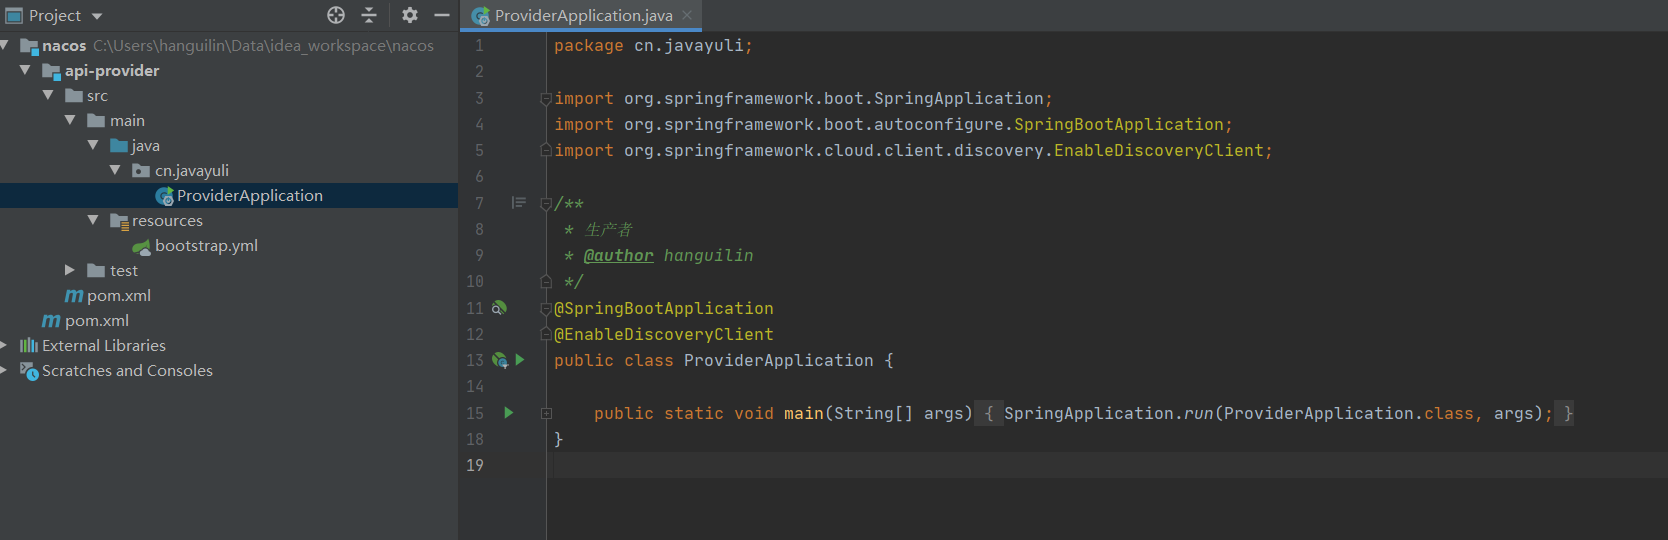 Project
nacos C:\Users\hanguilin\Data\idea_workspace\nacos
api-provider
src
main
java
cn.javayuli
ProviderApplication
resources
bootstrap.yml
test
pom.xml
pom.xml
External Libraries
Scratches and Consoles
ProviderApplication.java
1 package cn.javayuli;
2
3 import org.springframework.boot.SpringApplication;
4 import org.springframework.boot.autoconfigure.SpringBootApplication;
5 import org.springframework.cloud.client.discovery.EnableDiscoveryClient;
6
7 /**
8 * 生产者
9 * @author hanguilin
10 */
11 @SpringBootApplication
12 @EnableDiscoveryClient
13 public class ProviderApplication {
14
15 public static void main(String[] args) { SpringApplication.run(ProviderApplication.class, args); }
18 }
19